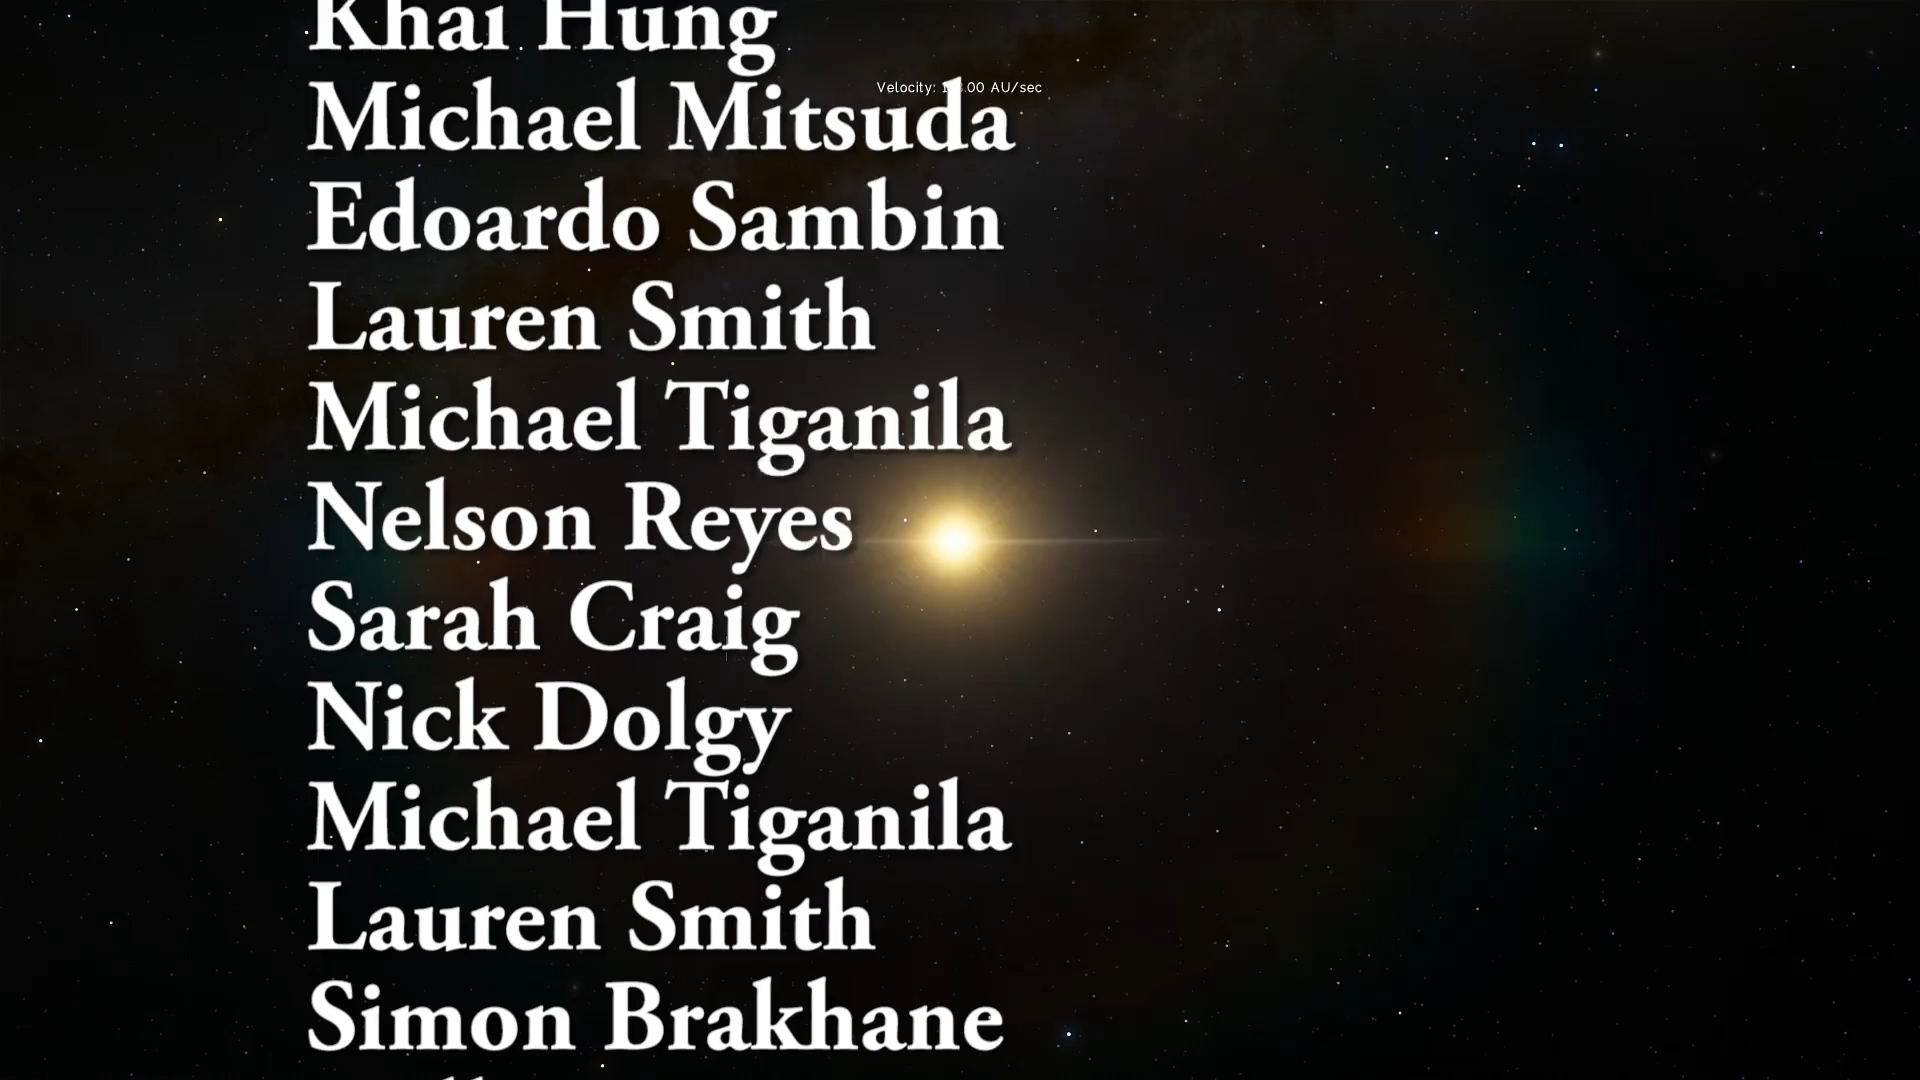 Khai Hung
Velocity: .00 AU/sec
Michael Mitsuda
Edoardo Sambin
Lauren Smith
Michael Tiganila
Nelson Reyes
Sarah Craig
Nick Dolgy
Michael Tiganila
Lauren Smith
Simon Brakhane